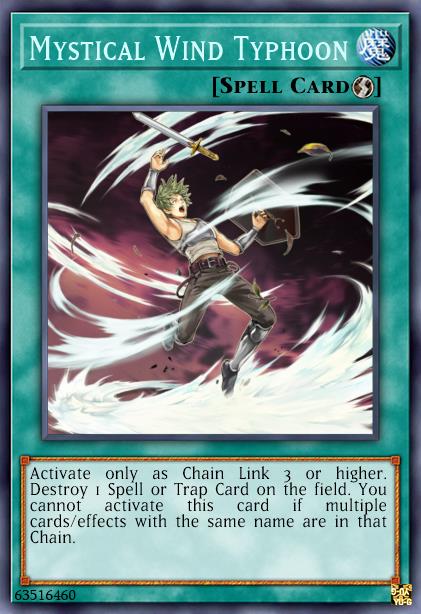 Mystical Wind Typhoon
[Spell Card]
Activate only as Chain Link 3 or higher.
Destroy 1 Spell or Trap Card on the field. You
cannot activate this card if multiple
cards/effects with the same name are in that
Chain.
63516460